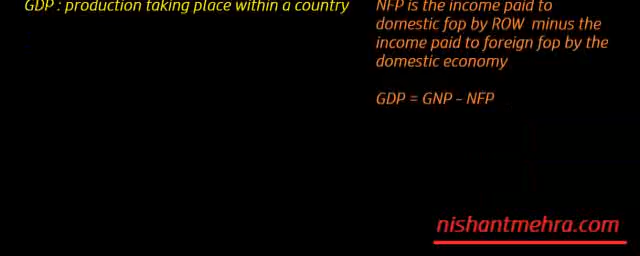 GDP : production taking place within a country
NFP is the income paid to
domestic fop by ROW minus the
income paid to foreign fop by the
domestic economy
GDP = GNP - NFP
nishantmehra.com